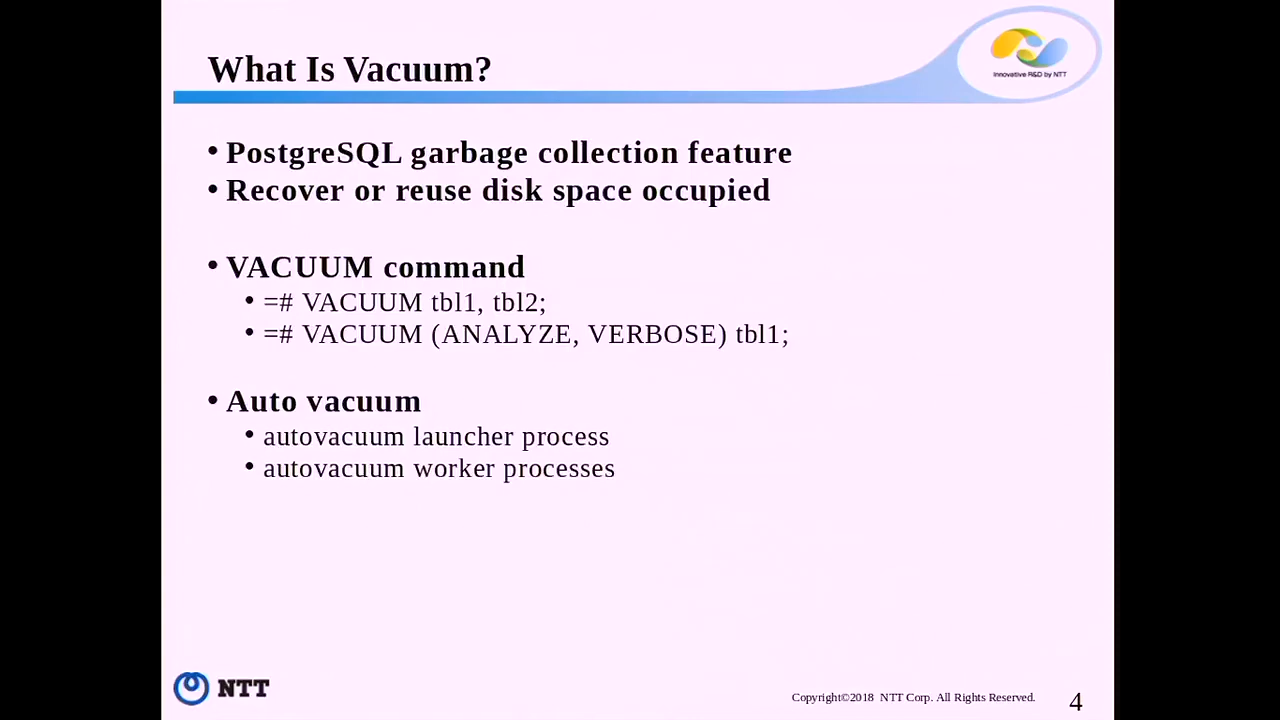 What Is Vacuum?
Innovative R&D by NTT
• PostgreSQL garbage collection feature
• Recover or reuse disk space occupied
• VACUUM command
• =# VACUUM tbl1, tbl2;
• =# VACUUM (ANALYZE, VERBOSE) tbl1;
• Auto vacuum
• autovacuum launcher process
• autovacuum worker processes
NTT
Copyright©2018 NTT Corp. All Rights Reserved.
4